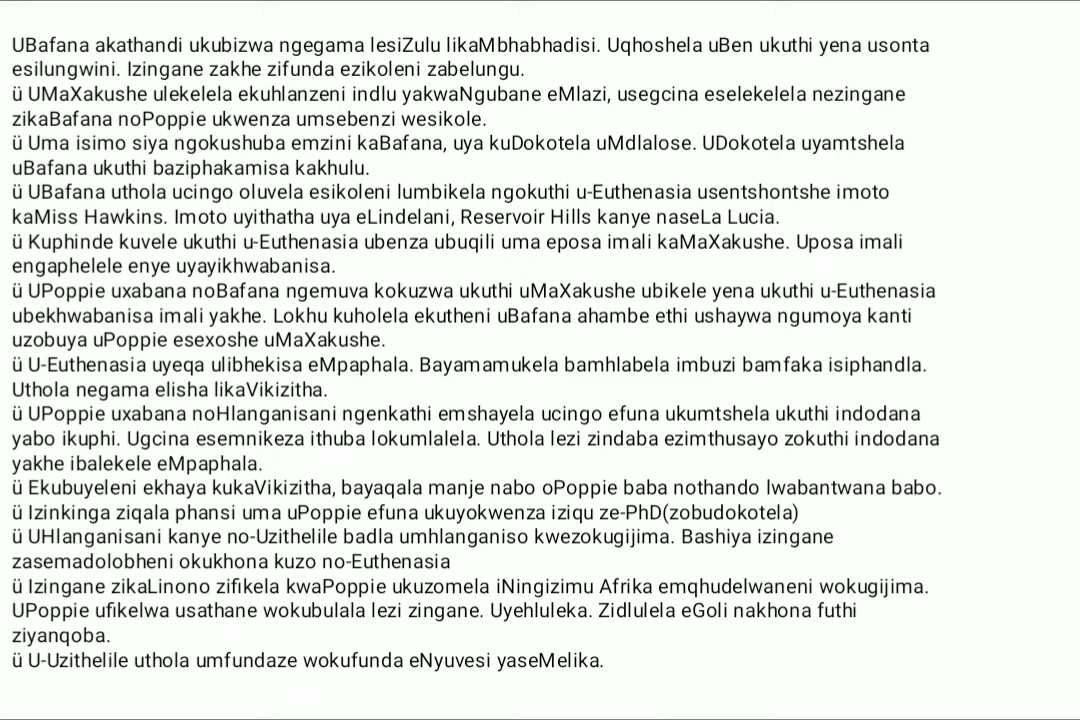 UBafana akathandi ukubizwa ngegama lesiZulu likaMbhabhadisi. Uqhoshela uBen ukuthi yena usonta
esilungwini. Izingane zakhe zifunda ezikoleni zabelungu.
ü UMaXakushe ulekelela ekuhlanzeni indlu yakwaNgubane eMlazi, usegcina eselekelela nezingane
zikaBafana noPoppie ukwenza umsebenzi wesikole.
ü Uma isimo siya ngokushuba emzini kaBafana, uya kuDokotela uMdlalose. UDokotela uyamtshela
uBafana ukuthi baziphakamisa kakhulu.
ü UBafana uthola ucingo oluvela esikoleni lumbikela ngokuthi u-Euthenasia usentshontshe imoto
kaMiss Hawkins. Imoto uyithatha uya eLindelani, Reservoir Hills kanye naseLa Lucia.
ü Kuphinde kuvele ukuthi u-Euthenasia ubenza ubuqili uma eposa imali kaMaXakushe. Uposa imali
engaphelele enye uyayikhwabanisa.
ü UPoppie uxabana noBafana ngemuva kokuzwa ukuthi uMaXakushe ubikele yena ukuthi u-Euthenasia
ubekhwabanisa imali yakhe. Lokhu kuholela ekutheni uBafana ahambe ethi ushaywa ngumoya kanti
uzobuya uPoppie esexoshe uMaXakushe.
ü U-Euthenasia uyeqa ulibhekisa eMpaphala. Bayamamukela bamhlabela imbuzi bamfaka isiphandla.
Uthola negama elisha likaVikizitha.
ü UPoppie uxabana noHlanganisani ngenkathi emshayela ucingo efuna ukumtshela ukuthi indodana
yabo ikuphi. Ugcina esemnikeza ithuba lokumlalela. Uthola lezi zindaba ezimthusayo zokuthi indodana
yakhe ibalekele eMpaphala.
ü Ekubuyeleni ekhaya kukaVikizitha, bayaqala manje nabo oPoppie baba nothando lwabantwana babo.
ü Izinkinga ziqala phansi uma uPoppie efuna ukuyokwenza iziqu ze-PhD(zobudokotela)
ü UHlanganisani kanye no-Uzithelile badla umhlanganiso kwezokugijima. Bashiya izingane
zasemadolobheni okukhona kuzo no-Euthenasia
ü Izingane zikaLinono zifikela kwaPoppie ukuzomela iNingizimu Afrika emqhudelwaneni wokugijima.
UPoppie ufikelwa usathane wokubulala lezi zingane. Uyehluleka. Zidlulela eGoli nakhona futhi
ziyanqoba.
ü U-Uzithelile uthola umfundaze wokufunda eNyuvesi yaseMelika.